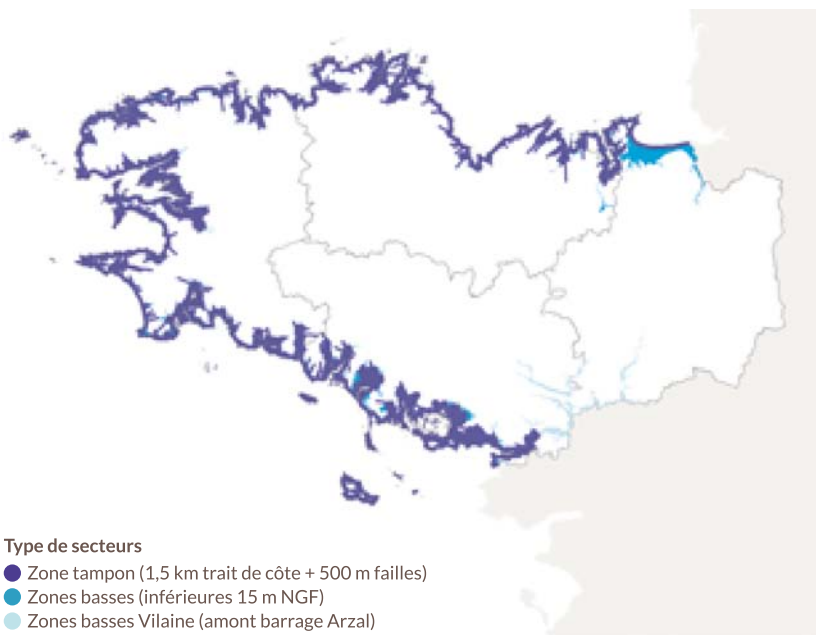 Type de secteurs
Zone tampon (1,5 km trait de côte + 500 m failles)
Zones basses (inférieures 15 m NGF)
Zones basses Vilaine (amont barrage Arzal)